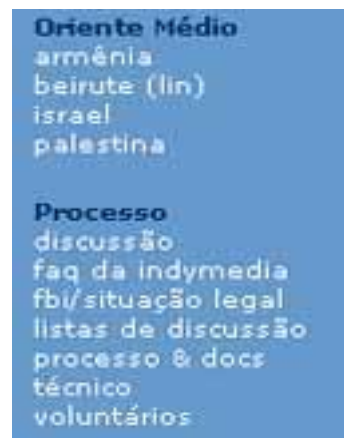 Oriente Médio
armênia
beirute (lin)
israel
palestina
Processo
discussão
faq da indymedia
fbi/situação legal
listas de discussão
processo & docs
técnico
voluntários